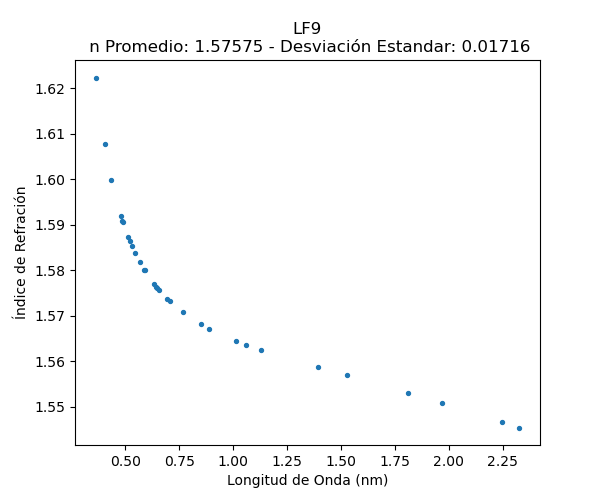 LF9
n Promedio: 1.57575 - Desviación Estandar: 0.01716
1.62
1.61
1.60
1.59
1.58
1.57
1.56
1.55
Índice de Refración
0.50 0.75 1.00 1.25 1.50 1.75 2.00 2.25
Longitud de Onda (nm)